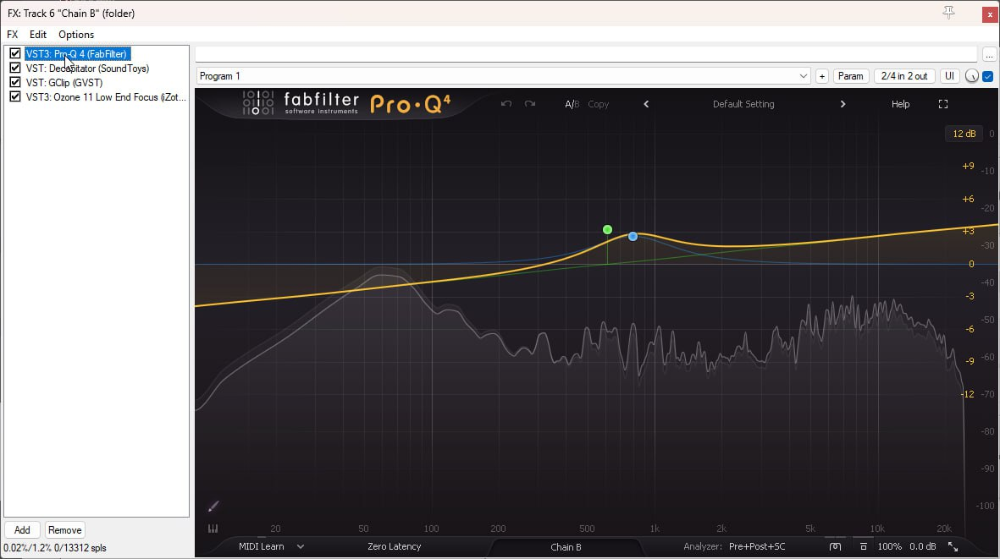 FX: Track 6 "Chain B" (folder)
x
FX Edit Options
VST3: Pro-Q 4 (FabFilter)
VST: Decapitator (SoundToys)
VST: GClip (GVST)
VST3: Ozone 11 Low End Focus (iZot...
...
Program 1
+ Param 2/4 in 2 out UI
fabfilter
software instruments
Pro·Q4
A/B Copy
Default Setting
Help
12 dB 0
+9 -10
+6 -20
+3 -30
0 -40
-3 -50
-6 -60
-9 -70
-12 -80
-90
-100
20 50 100 200 500 1k 2k 5k 10k 20k
MIDI Learn Zero Latency Chain B Analyzer: Pre+Post+SC 100% 0.0 dB
Add Remove
0.02%/1.2% 0/13312 spls